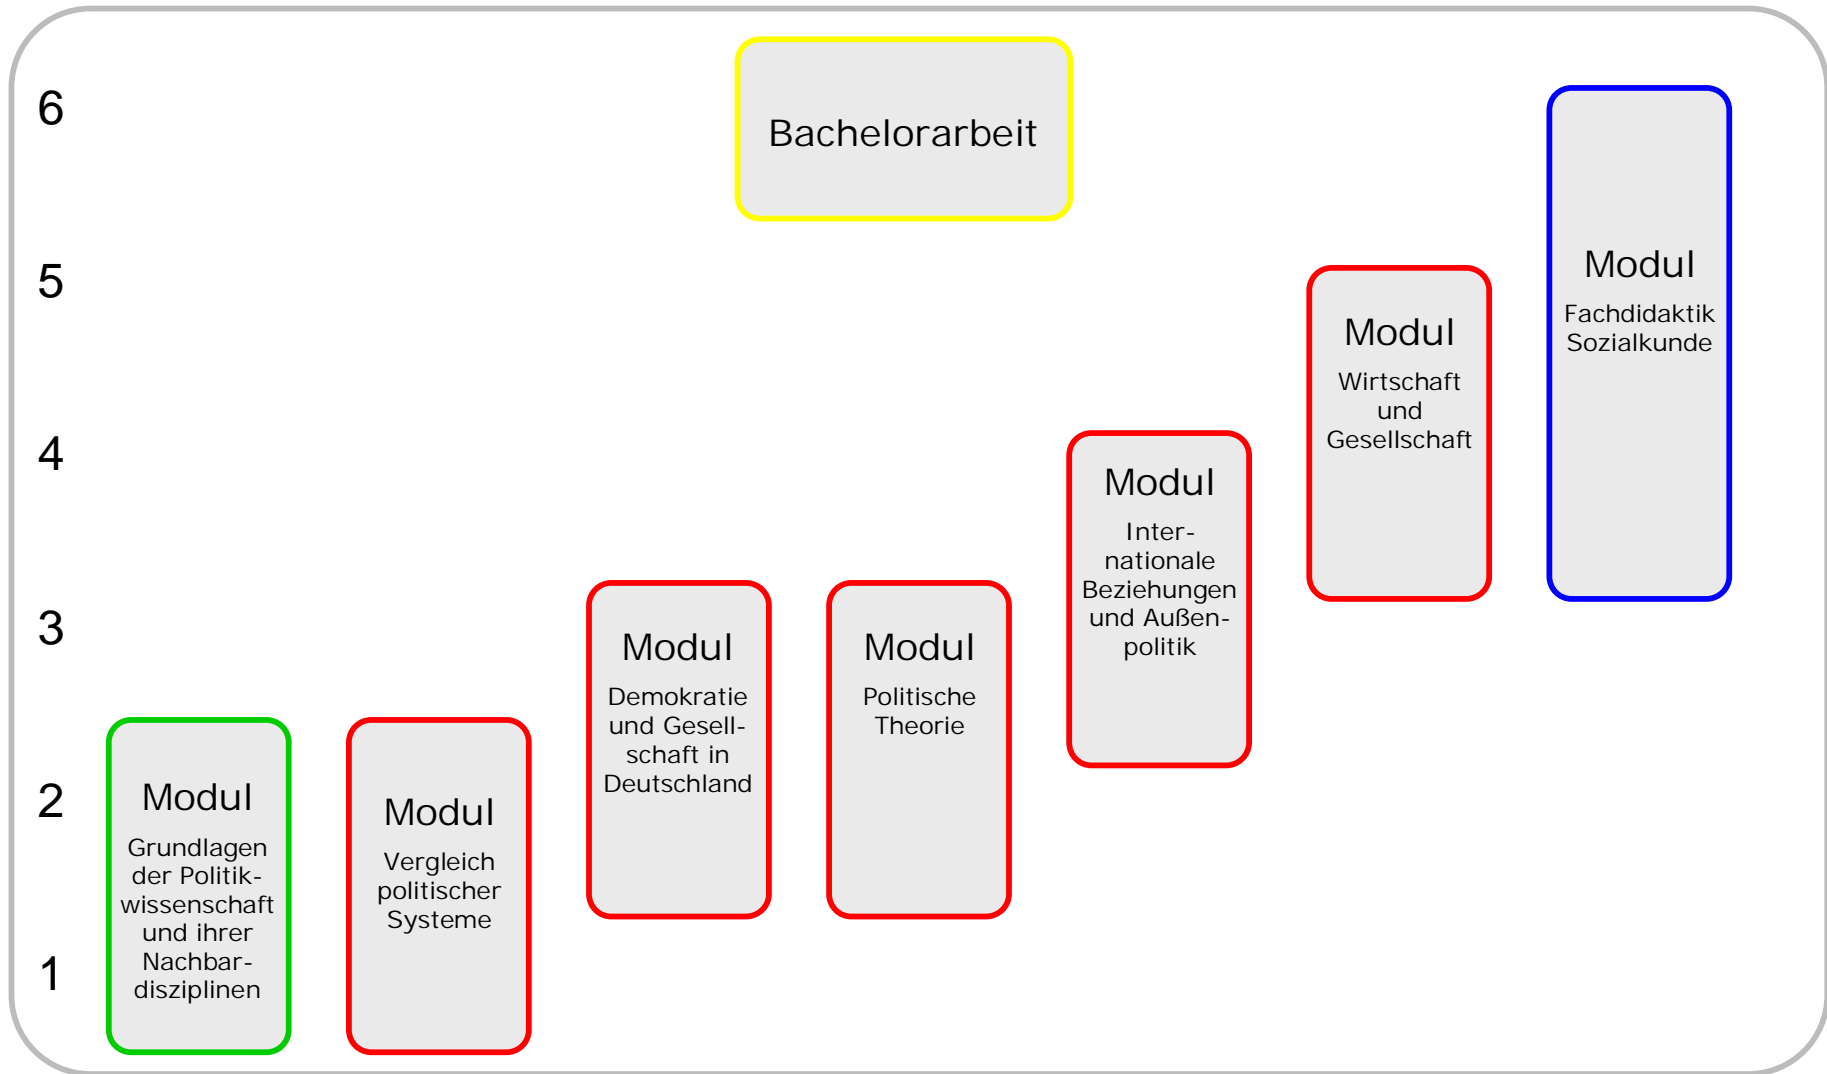 6
Bachelorarbeit
5
Modul
Fachdidaktik
Sozialkunde
Modul
Wirtschaft
und
Gesellschaft
4
Modul
Inter-
nationale
Beziehungen
und Außen-
politik
3
Modul
Demokratie
und Gesell-
schaft in
Deutschland
Modul
Politische
Theorie
2
Modul
Grundlagen
der Politik-
wissenschaft
und ihrer
Nachbar-
disziplinen
Modul
Vergleich
politischer
Systeme
1